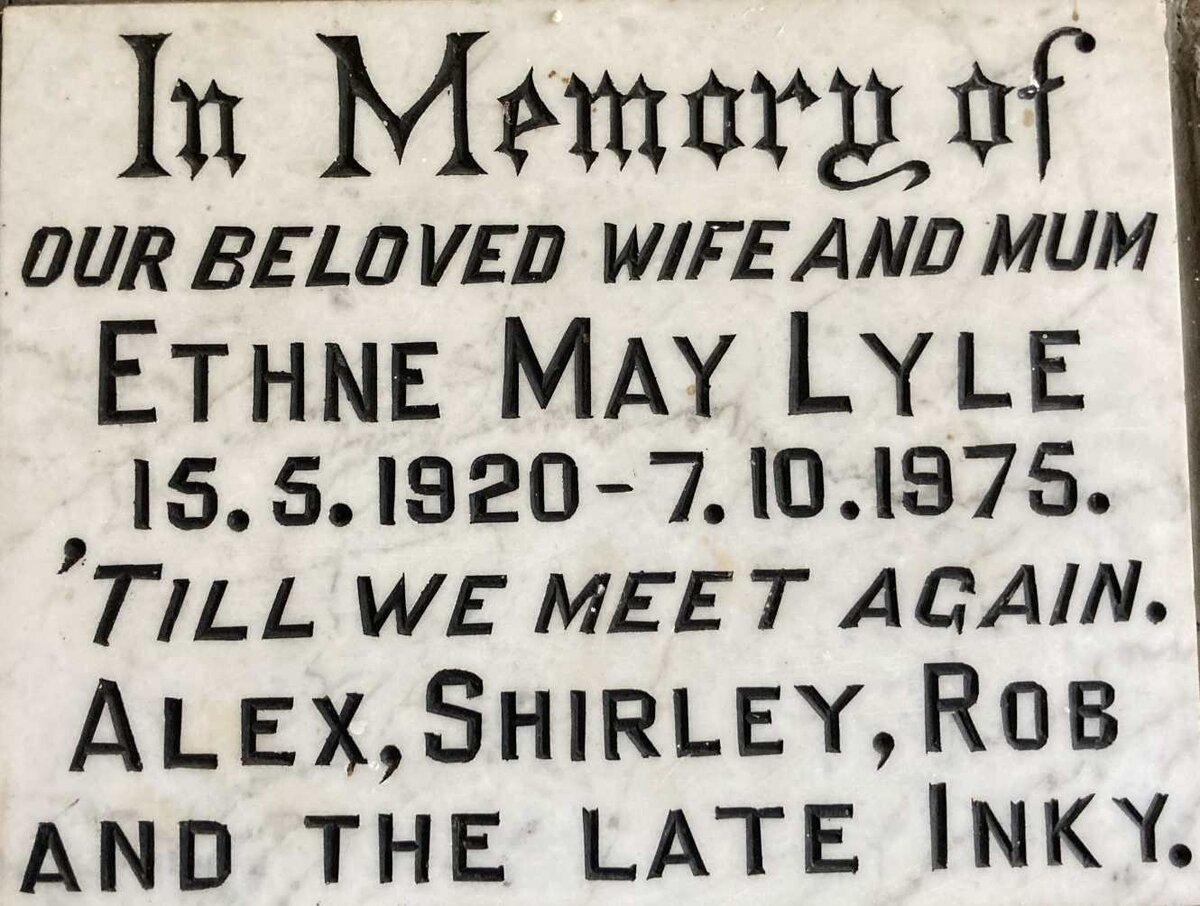 In Memory of
OUR BELOVED WIFE AND MUM
ETHNE MAY LYLE
15.5.1920-7.10.1975.
'TILL WE MEET AGAIN.
ALEX, SHIRLEY, ROB
AND THE LATE INKY.